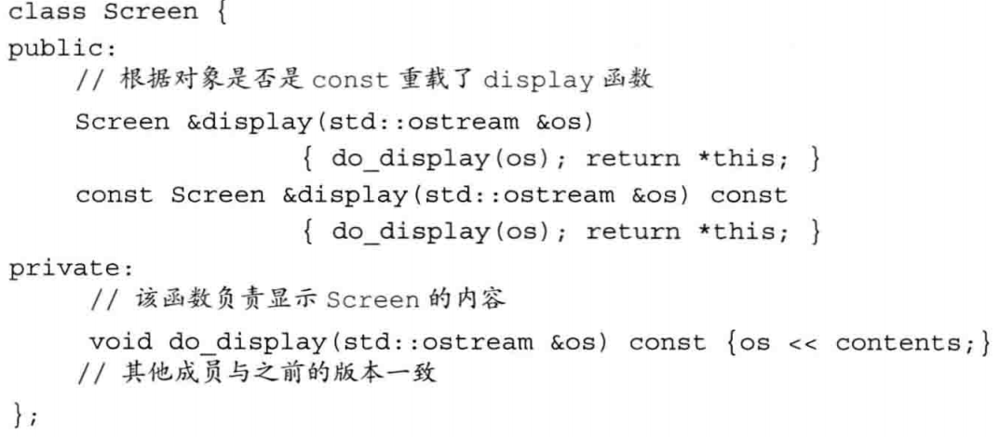 class Screen {
public:
    // 根据对象是否是 const 重载了 display 函数
    Screen &display(std::ostream &os)
                  { do_display(os); return *this; }
    const Screen &display(std::ostream &os) const
                  { do_display(os); return *this; }
private:
     // 该函数负责显示 Screen 的内容
     void do_display(std::ostream &os) const {os << contents;}
    // 其他成员与之前的版本一致
};